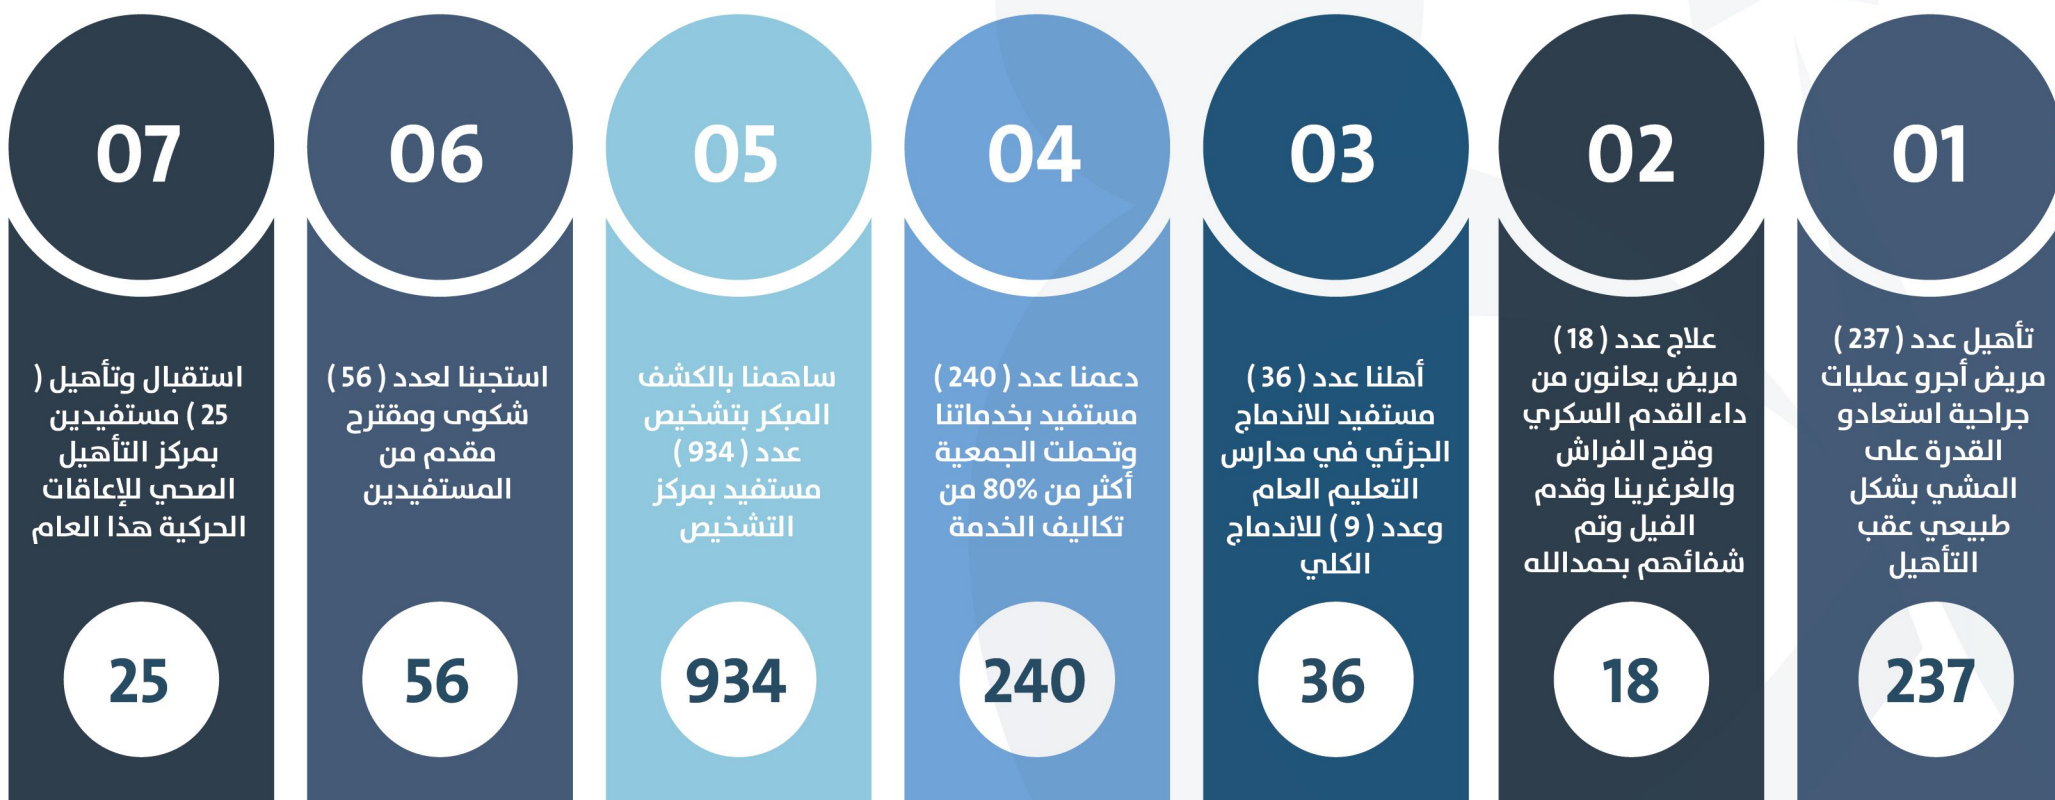 01
تأهيل عدد ( 237 )
مريض أجرو عمليات
جراحية استعادو
القدرة على
المشي بشكل
طبيعي عقب
التأهيل
237
02
علاج عدد ( 18 )
مريض يعانون من
داء القدم السكري
وقرح الفراش
والغرغرينا وقدم
الفيل وتم
شفائهم بحمدالله
18
03
أهلنا عدد ( 36 )
مستفيد للاندماج
الجزئي في مدارس
التعليم العام
وعدد ( 9 ) للاندماج
الكلي
36
04
دعمنا عدد ( 240 )
مستفيد بخدماتنا
وتحملت الجمعية
أكثر من 80% من
تكاليف الخدمة
240
05
ساهمنا بالكشف
المبكر بتشخيص
عدد ( 934 )
مستفيد بمركز
التشخيص
934
06
استجبنا لعدد ( 56 )
شكوى ومقترح
مقدم من
المستفيدين
56
07
استقبال وتأهيل (
25 ) مستفيدين
بمركز التأهيل
الصحي للإعاقات
الحركية هذا العام
25